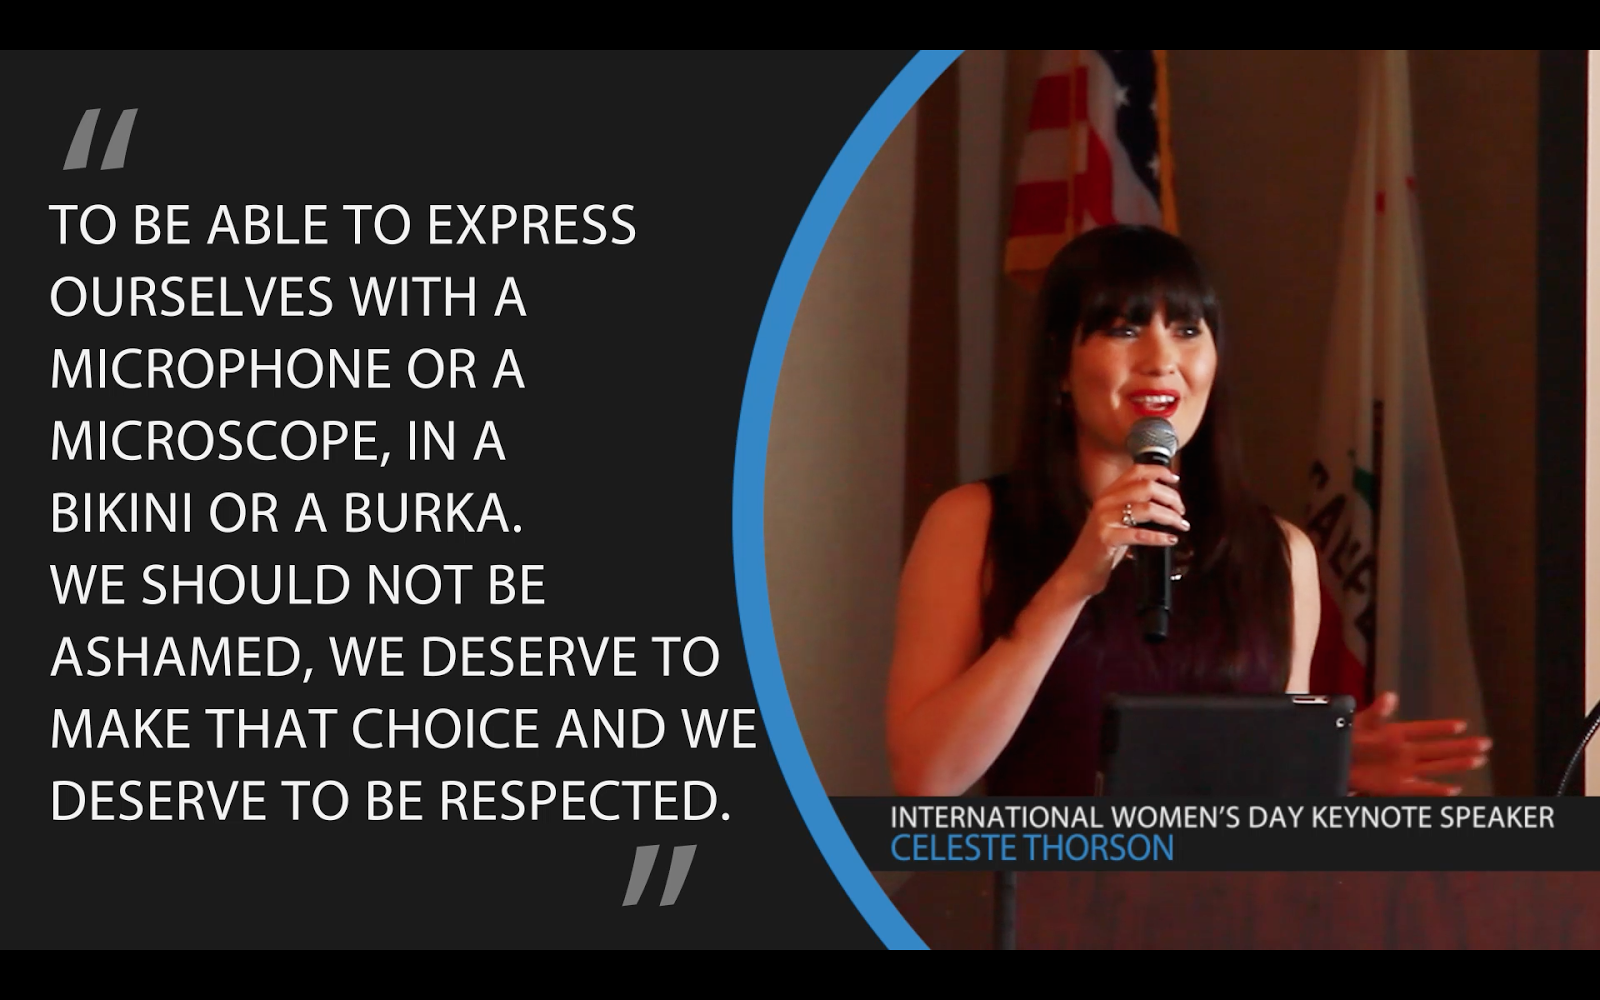 “
TO BE ABLE TO EXPRESS
OURSELVES WITH A
MICROPHONE OR A
MICROSCOPE, IN A
BIKINI OR A BURKA.
WE SHOULD NOT BE
ASHAMED, WE DESERVE TO
MAKE THAT CHOICE AND WE
DESERVE TO BE RESPECTED.
”
INTERNATIONAL WOMEN’S DAY KEYNOTE SPEAKER
CELESTE THORSON